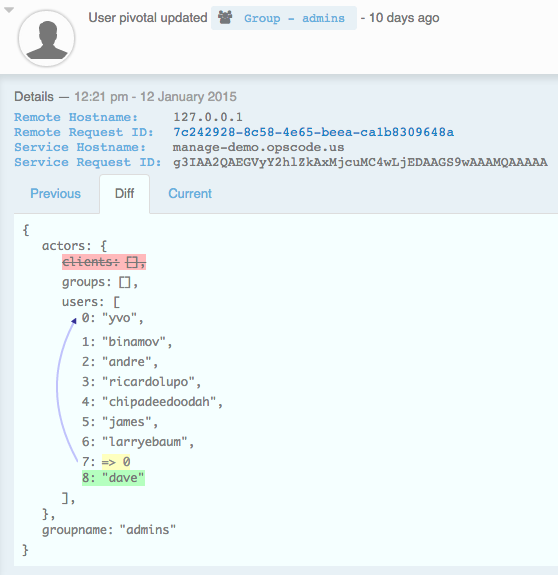 User pivotal updated Group - admins - 10 days ago
Details — 12:21 pm - 12 January 2015
Remote Hostname: 127.0.0.1
Remote Request ID: 7c242928-8c58-4e65-beea-ca1b8309648a
Service Hostname: manage-demo.opscode.us
Service Request ID: g3IAA2QAEGVyY2hlZkAxMjcuMC4wLjEDAAGS9wAAAMQAAAAA
Previous Diff Current
{
actors: {
clients: [],
groups: [],
users: [
0: "yvo",
1: "binamov",
2: "andre",
3: "ricardolupo",
4: "chipadeedoodah",
5: "james",
6: "larryebaum",
7: => 0
8: "dave"
],
},
groupname: "admins"
}